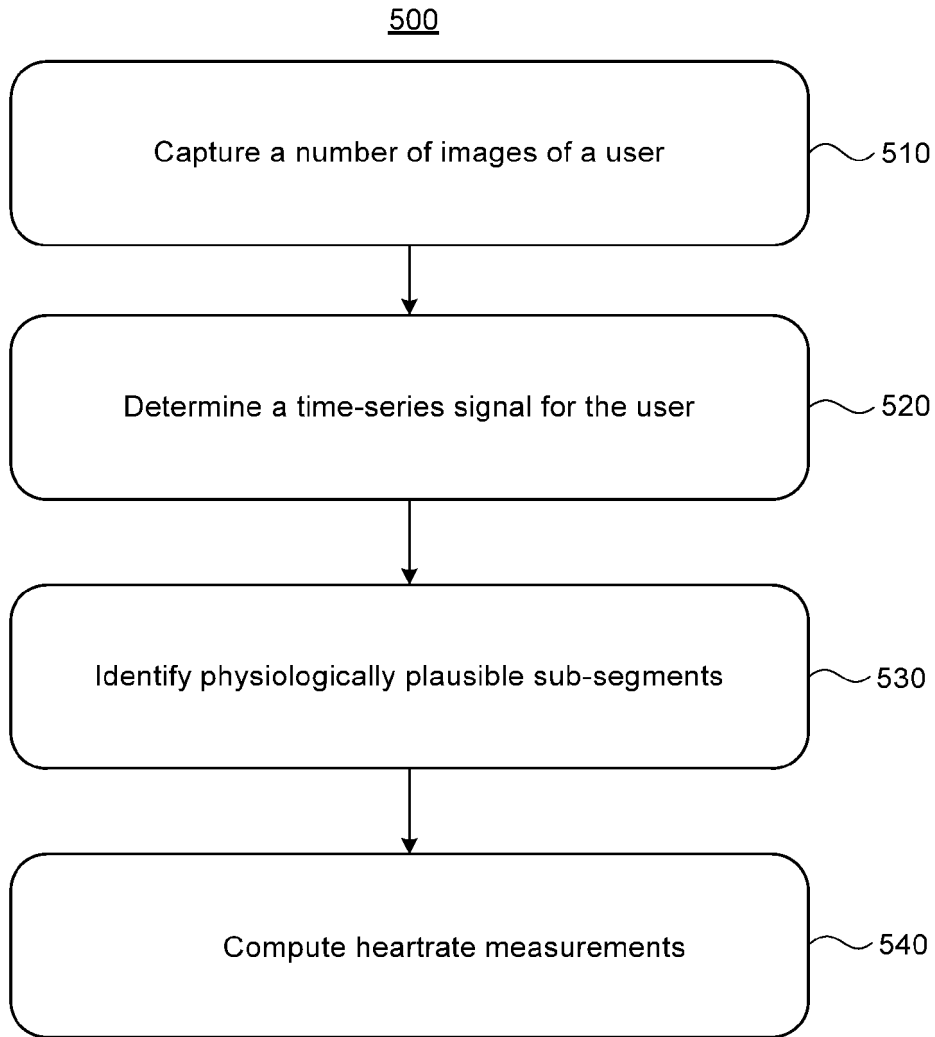 500
Capture a number of images of a user
510
Determine a time-series signal for the user
520
Identify physiologically plausible sub-segments
530
Compute heartrate measurements
540